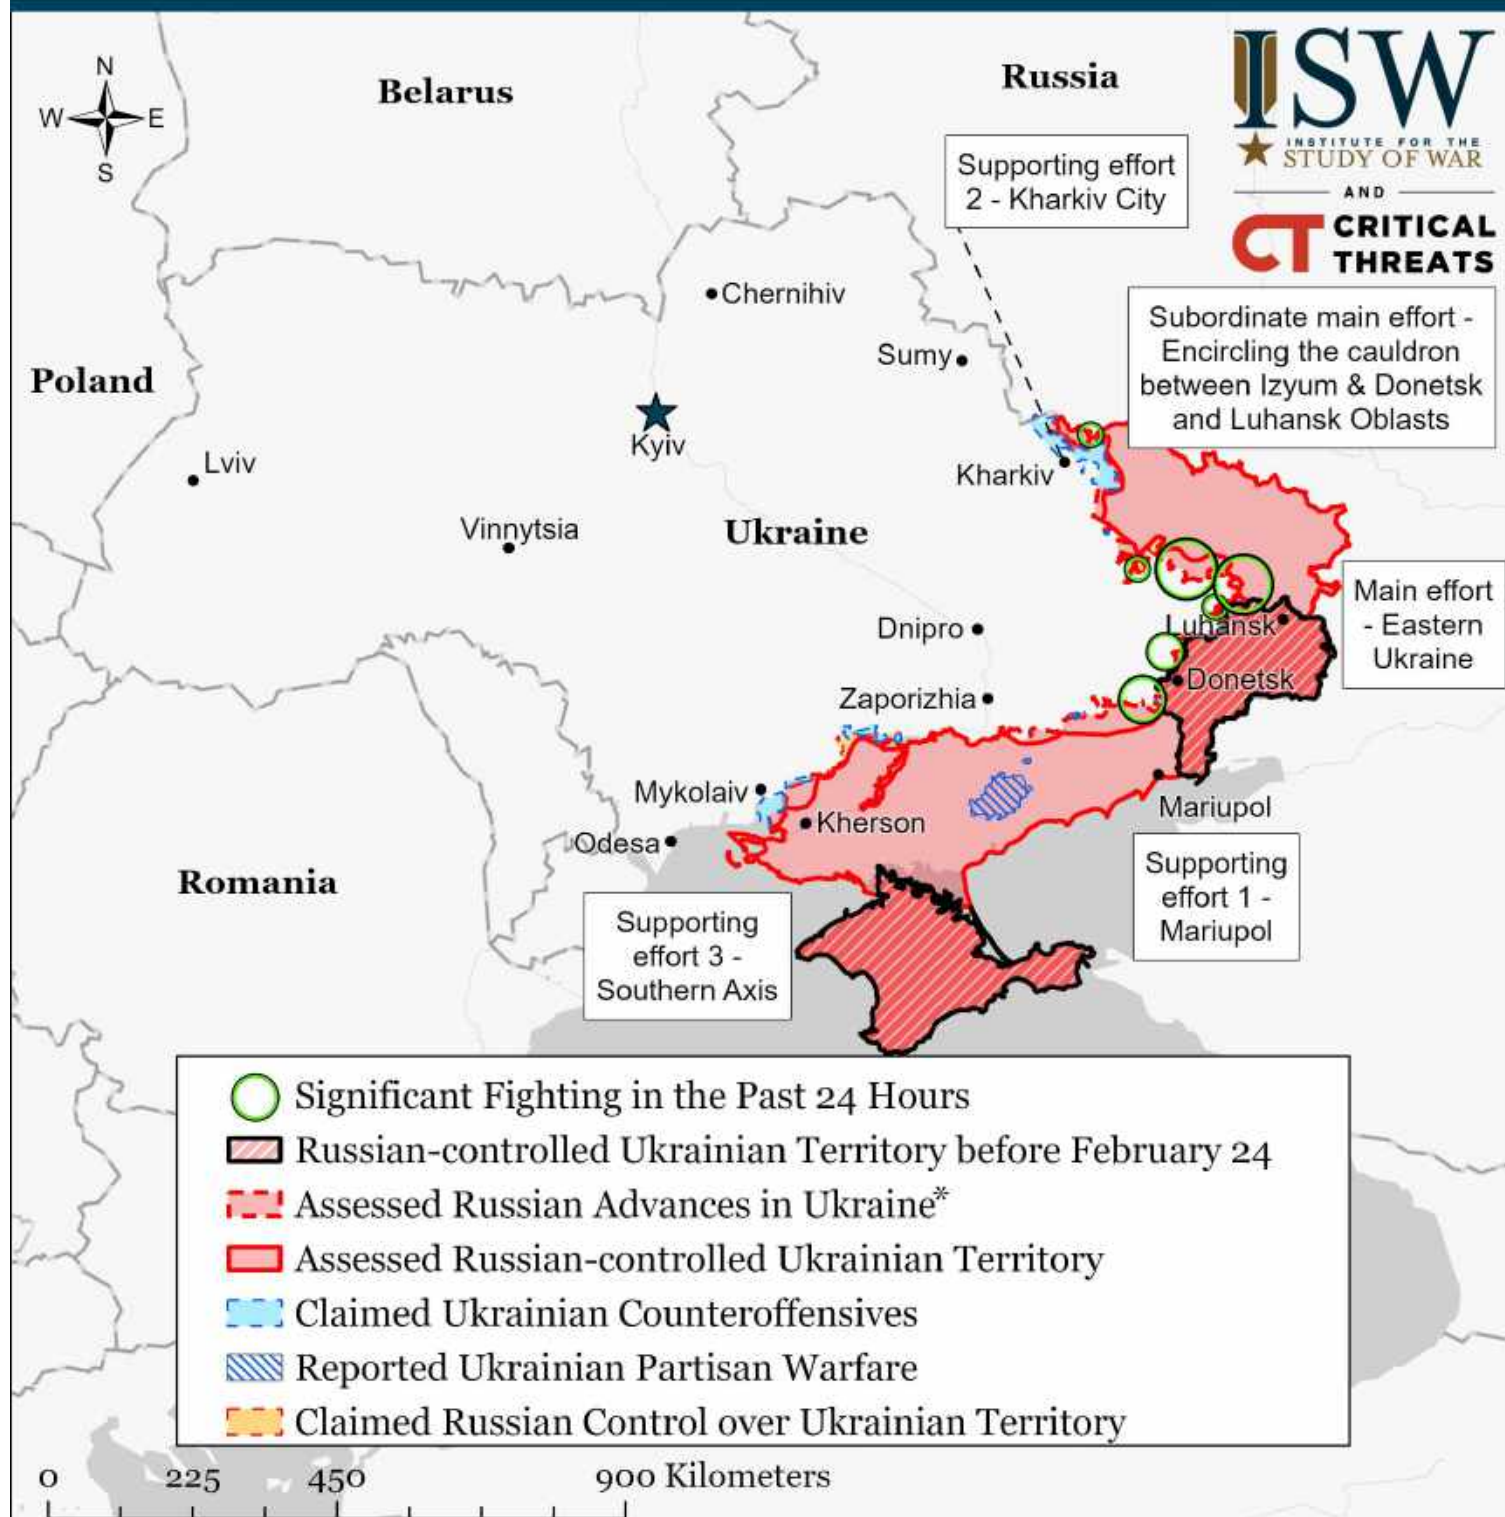 N
W
E
S
Belarus
Russia
ISW
INSTITUTE FOR THE
STUDY OF WAR
AND
CT CRITICAL
THREATS
Supporting effort
2 - Kharkiv City
Chernihiv
Subordinate main effort -
Encircling the cauldron
between Izyum & Donetsk
and Luhansk Oblasts
Sumy
Poland
Kyiv
Lviv
Kharkiv
Vinnytsia
Ukraine
Main effort
- Eastern
Ukraine
Dnipro
Luhansk
Donetsk
Zaporizhia
Mykolaiv
Mariupol
Kherson
Odesa
Romania
Supporting
effort 1 -
Mariupol
Supporting
effort 3 -
Southern Axis
Significant Fighting in the Past 24 Hours
Russian-controlled Ukrainian Territory before February 24
Assessed Russian Advances in Ukraine*
Assessed Russian-controlled Ukrainian Territory
Claimed Ukrainian Counteroffensives
Reported Ukrainian Partisan Warfare
Claimed Russian Control over Ukrainian Territory
0 225 450 900 Kilometers